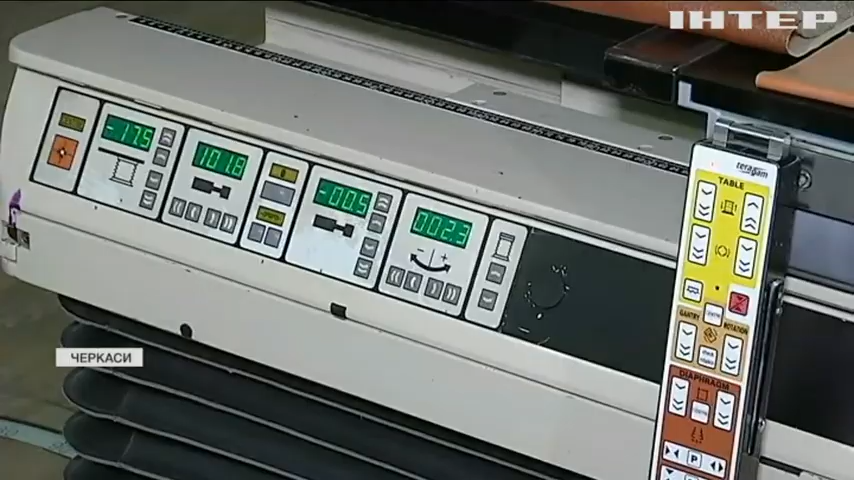 ІНТЕР
-17.5
101.8
-00.5
002.3
teragam
TABLE
GANTRY
ROTATION
DIAPHRAGM
P
ЧЕРКАСИ